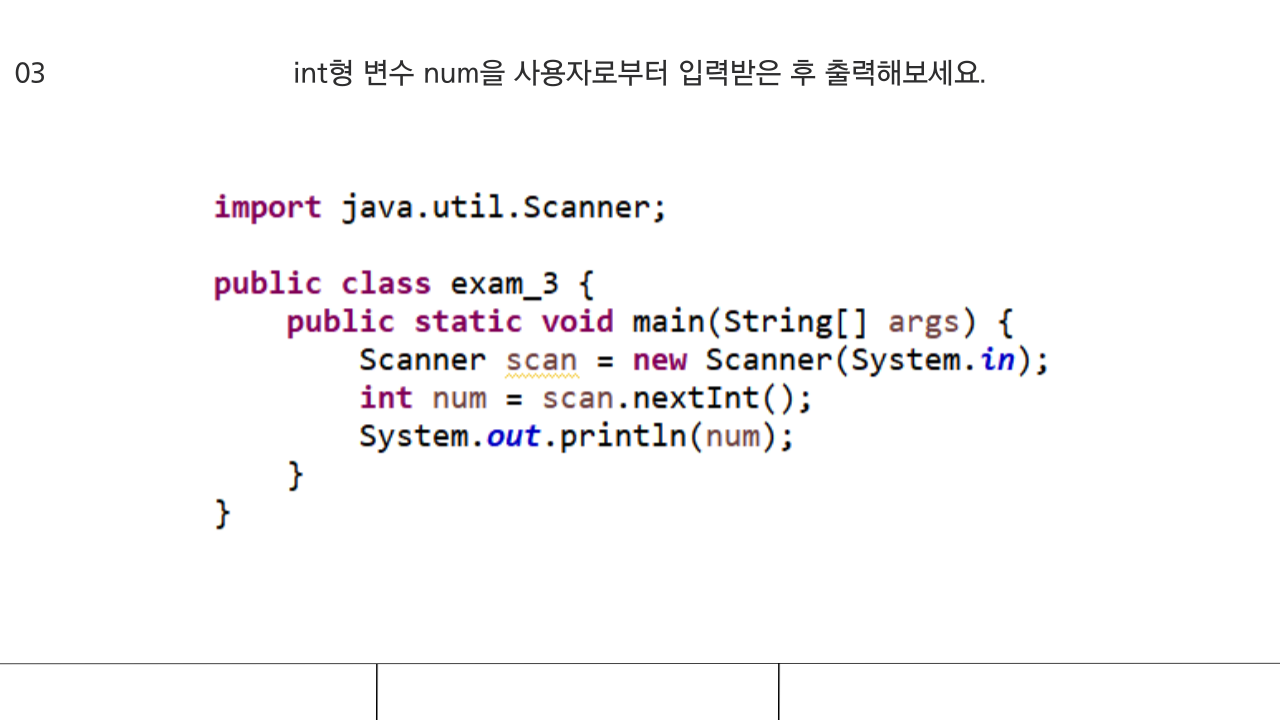 03
int형 변수 num을 사용자로부터 입력받은 후 출력해보세요.
import java.util.Scanner;
public class exam_3 {
    public static void main(String[] args) {
        Scanner scan = new Scanner(System.in);
        int num = scan.nextInt();
        System.out.println(num);
    }
}